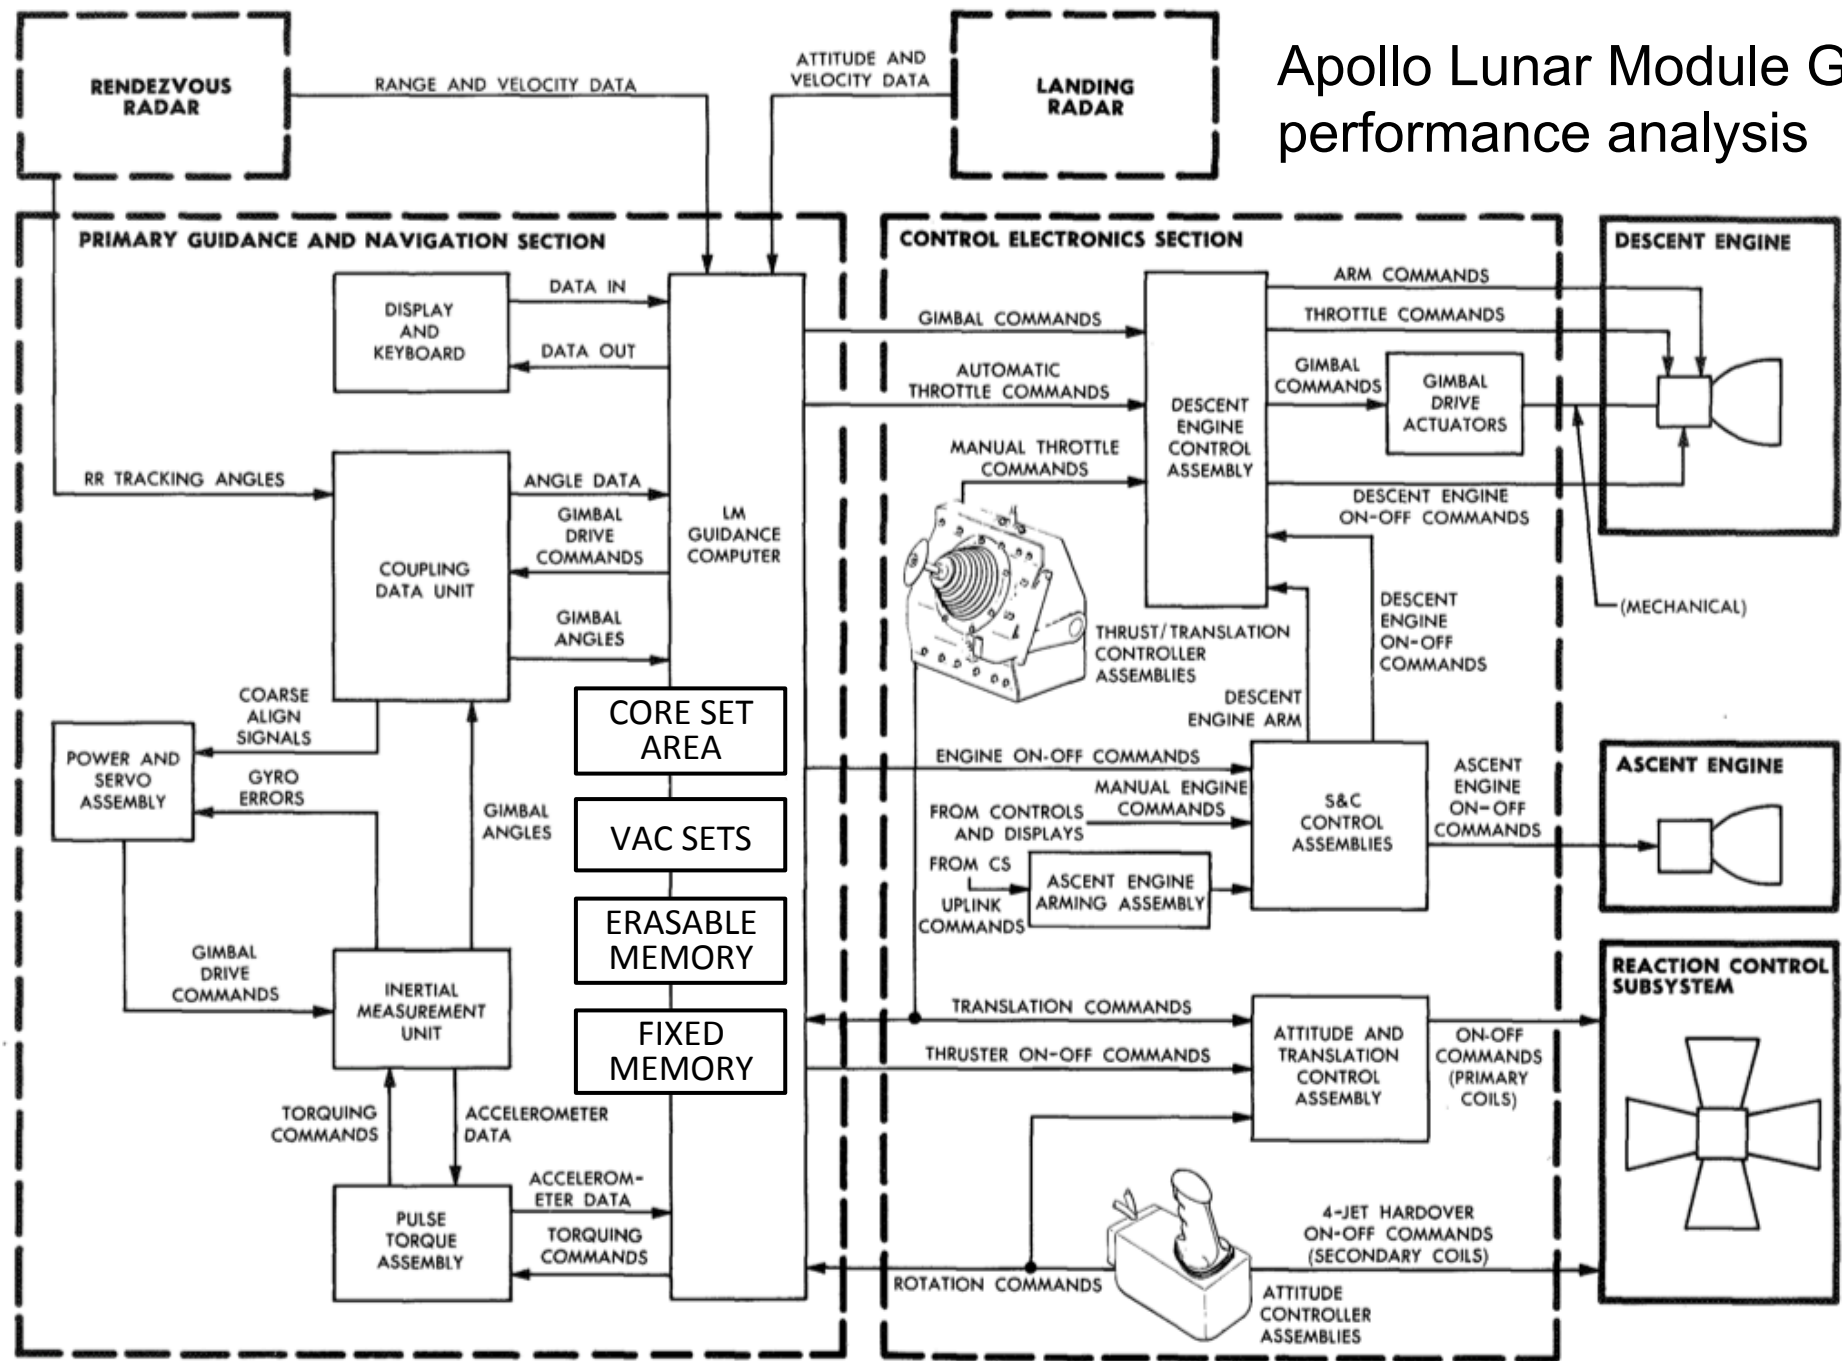 Apollo Lunar Module G
performance analysis
RENDEZVOUS
RADAR
RANGE AND VELOCITY DATA
ATTITUDE AND
VELOCITY DATA
LANDING
RADAR
PRIMARY GUIDANCE AND NAVIGATION SECTION
DISPLAY
AND
KEYBOARD
DATA IN
DATA OUT
RR TRACKING ANGLES
COUPLING
DATA UNIT
ANGLE DATA
GIMBAL
DRIVE
COMMANDS
GIMBAL
ANGLES
LM
GUIDANCE
COMPUTER
COARSE
ALIGN
SIGNALS
POWER AND
SERVO
ASSEMBLY
GYRO
ERRORS
GIMBAL
ANGLES
CORE SET
AREA
VAC SETS
ERASABLE
MEMORY
FIXED
MEMORY
GIMBAL
DRIVE
COMMANDS
INERTIAL
MEASUREMENT
UNIT
TORQUING
COMMANDS
ACCELEROMETER
DATA
PULSE
TORQUE
ASSEMBLY
ACCELEROM-
ETER DATA
TORQUING
COMMANDS
CONTROL ELECTRONICS SECTION
GIMBAL COMMANDS
AUTOMATIC
THROTTLE COMMANDS
MANUAL THROTTLE
COMMANDS
DESCENT
ENGINE
CONTROL
ASSEMBLY
ARM COMMANDS
THROTTLE COMMANDS
GIMBAL
COMMANDS
GIMBAL
DRIVE
ACTUATORS
DESCENT ENGINE
ON-OFF COMMANDS
THRUST/TRANSLATION
CONTROLLER
ASSEMBLIES
DESCENT
ENGINE
ON-OFF
COMMANDS
(MECHANICAL)
DESCENT
ENGINE ARM
ENGINE ON-OFF COMMANDS
MANUAL ENGINE
COMMANDS
FROM CONTROLS
AND DISPLAYS
FROM CS
UPLINK
COMMANDS
ASCENT ENGINE
ARMING ASSEMBLY
S&C
CONTROL
ASSEMBLIES
ASCENT
ENGINE
ON-OFF
COMMANDS
TRANSLATION COMMANDS
THRUSTER ON-OFF COMMANDS
ATTITUDE AND
TRANSLATION
CONTROL
ASSEMBLY
ON-OFF
COMMANDS
(PRIMARY
COILS)
ROTATION COMMANDS
4-JET HARDOVER
ON-OFF COMMANDS
(SECONDARY COILS)
ATTITUDE
CONTROLLER
ASSEMBLIES
DESCENT ENGINE
ASCENT ENGINE
REACTION CONTROL
SUBSYSTEM